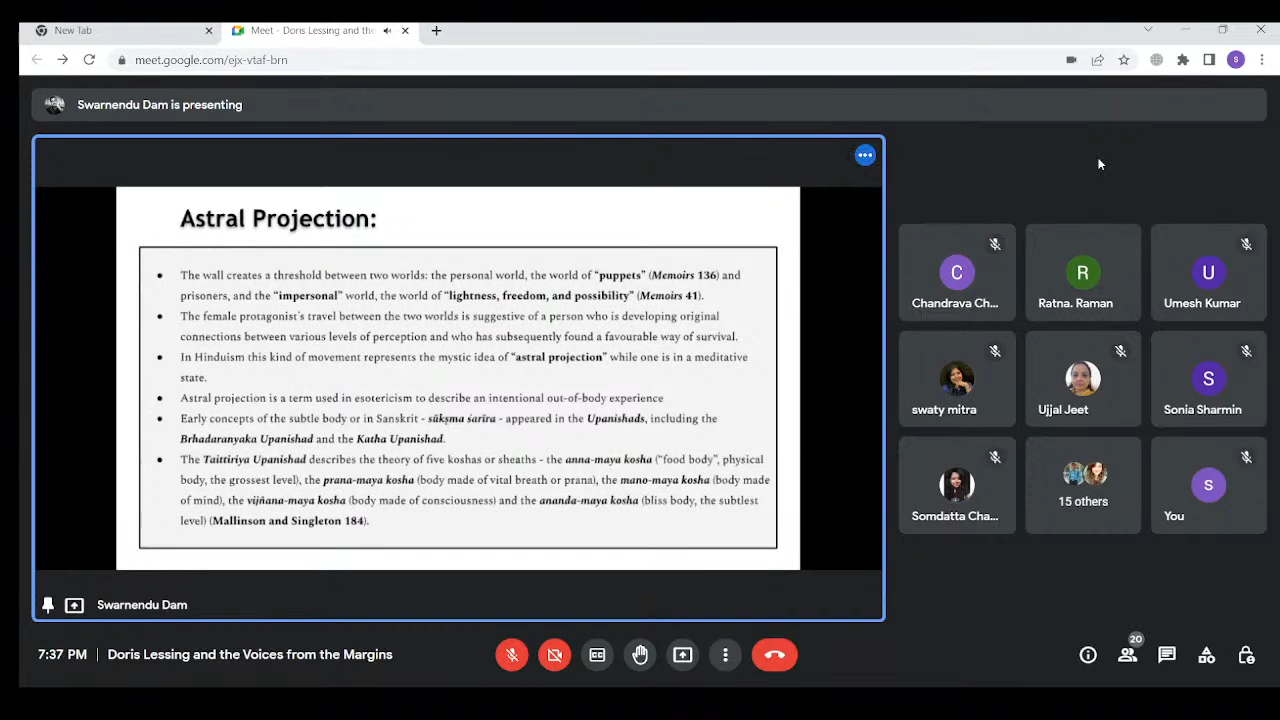 New Tab
Meet - Doris Lessing and the
meet.google.com/ejx-vtaf-brn
S
Swarnendu Dam is presenting
Astral Projection:
• The wall creates a threshold between two worlds: the personal world, the world of “puppets” (Memoirs 136) and
prisoners, and the “impersonal” world, the world of “lightness, freedom, and possibility” (Memoirs 41).
• The female protagonist's travel between the two worlds is suggestive of a person who is developing original
connections between various levels of perception and who has subsequently found a favourable way of survival.
• In Hinduism this kind of movement represents the mystic idea of “astral projection” while one is in a meditative
state.
• Astral projection is a term used in esotericism to describe an intentional out-of-body experience
• Early concepts of the subtle body or in Sanskrit - sūkṣma śarīra - appeared in the Upanishads, including the
Brhadaranyaka Upanishad and the Katha Upanishad.
• The Taittiriya Upanishad describes the theory of five koshas or sheaths - the anna-maya kosha (“food body”, physical
body, the grossest level), the prana-maya kosha (body made of vital breath or prana), the mano-maya kosha (body made
of mind), the vijñana-maya kosha (body made of consciousness) and the ananda-maya kosha (bliss body, the subtlest
level) (Mallinson and Singleton 184).
Swarnendu Dam
C
Chandrava Ch...
R
Ratna. Raman
U
Umesh Kumar
swaty mitra
Ujjal Jeet
S
Sonia Sharmin
Somdatta Cha...
15 others
S
You
7:37 PM | Doris Lessing and the Voices from the Margins
CC
20